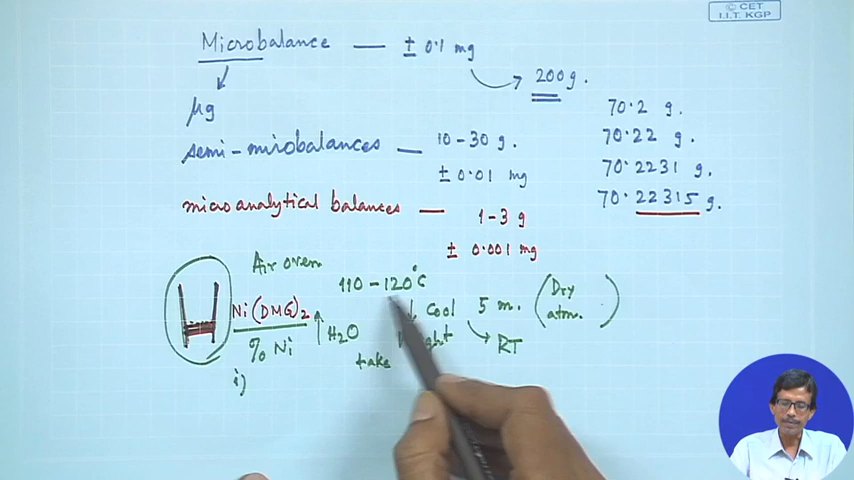 © CET
I.I.T. KGP
Microbalance — ± 0.1 mg
200 g.
µg
70.2 g.
70.22 g.
70.2231 g.
70.22315 g.
semi-mirobalances — 10-30 g.
± 0.01 mg
microanalytical balances — 1-3 g
± 0.001 mg
Air oven
110-120°C
Ni(DMG)2
% Ni
H2O
cool 5 m. (Dry atm.)
take
RT
i)